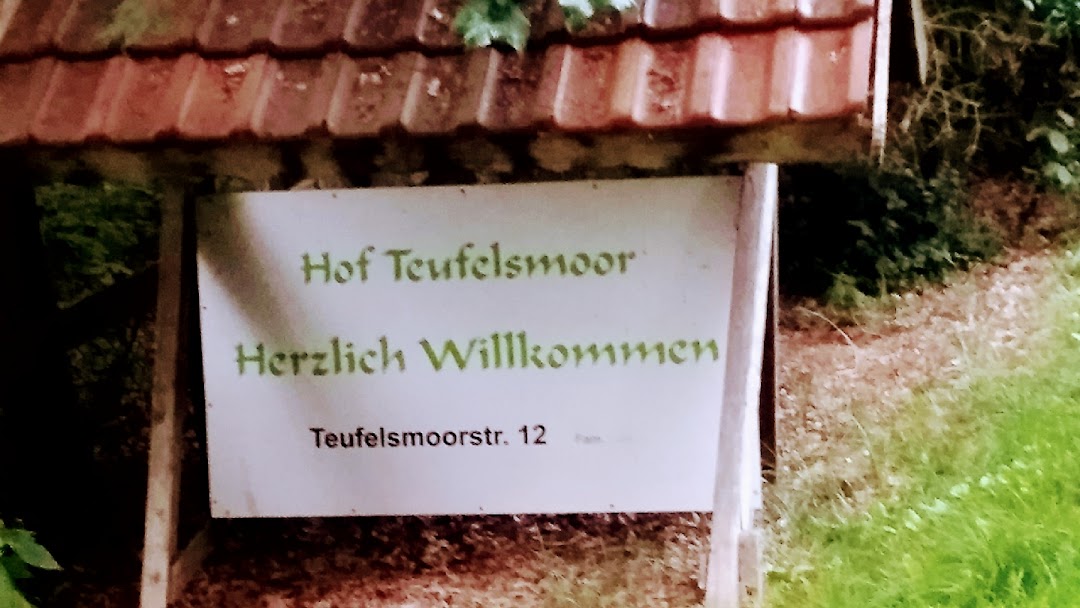 Hof Teufelsmoor
Herzlich Willkommen
Teufelsmoorstr. 12